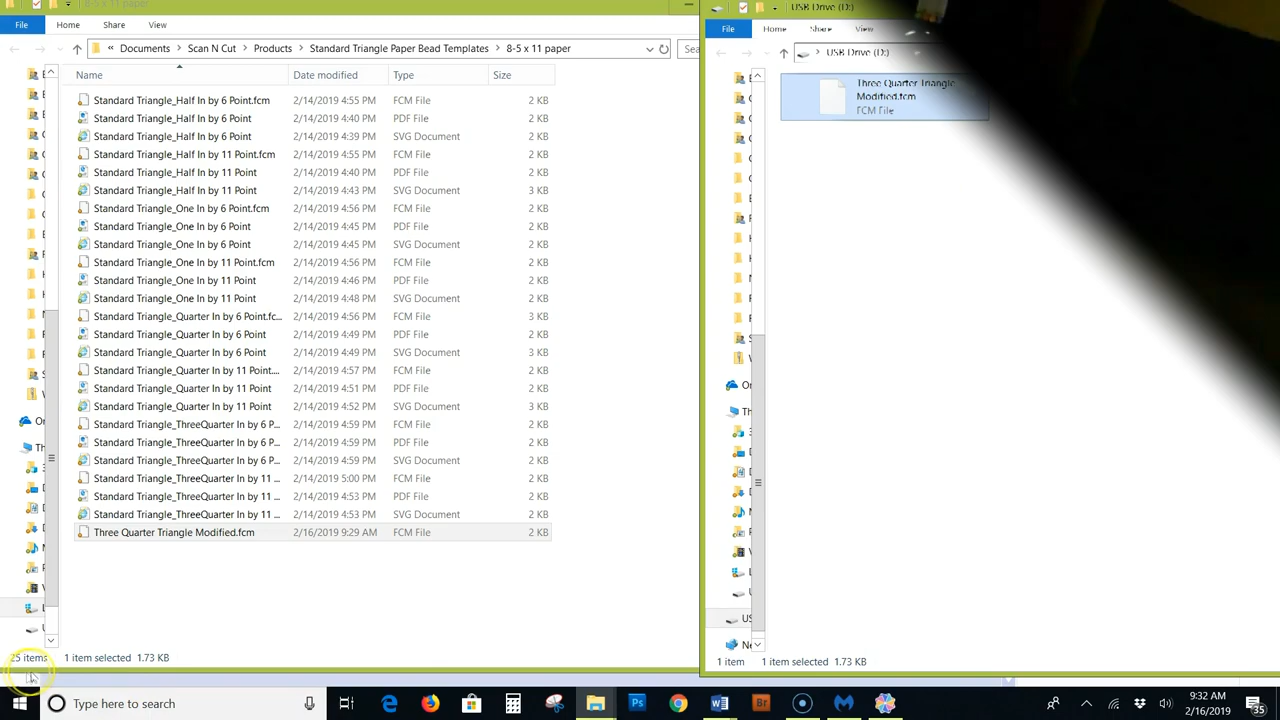 8-5 x 11 paper
File Home Share View
« Documents > Scan N Cut > Products > Standard Triangle Paper Bead Templates > 8-5 x 11 paper
Sea
Name Date modified Type Size
Standard Triangle_Half In by 6 Point.fcm 2/14/2019 4:55 PM FCM File 2 KB
Standard Triangle_Half In by 6 Point 2/14/2019 4:40 PM PDF File 2 KB
Standard Triangle_Half In by 6 Point 2/14/2019 4:39 PM SVG Document 2 KB
Standard Triangle_Half In by 11 Point.fcm 2/14/2019 4:55 PM FCM File 2 KB
Standard Triangle_Half In by 11 Point 2/14/2019 4:40 PM PDF File 2 KB
Standard Triangle_Half In by 11 Point 2/14/2019 4:43 PM SVG Document 3 KB
Standard Triangle_One In by 6 Point.fcm 2/14/2019 4:56 PM FCM File 2 KB
Standard Triangle_One In by 6 Point 2/14/2019 4:45 PM PDF File 2 KB
Standard Triangle_One In by 6 Point 2/14/2019 4:45 PM SVG Document 2 KB
Standard Triangle_One In by 11 Point.fcm 2/14/2019 4:56 PM FCM File 2 KB
Standard Triangle_One In by 11 Point 2/14/2019 4:46 PM PDF File 2 KB
Standard Triangle_One In by 11 Point 2/14/2019 4:48 PM SVG Document 2 KB
Standard Triangle_Quarter In by 6 Point.fc... 2/14/2019 4:56 PM FCM File 3 KB
Standard Triangle_Quarter In by 6 Point 2/14/2019 4:49 PM PDF File 2 KB
Standard Triangle_Quarter In by 6 Point 2/14/2019 4:49 PM SVG Document 3 KB
Standard Triangle_Quarter In by 11 Point.... 2/14/2019 4:57 PM FCM File 2 KB
Standard Triangle_Quarter In by 11 Point 2/14/2019 4:51 PM PDF File 2 KB
Standard Triangle_Quarter In by 11 Point 2/14/2019 4:52 PM SVG Document 3 KB
Standard Triangle_ThreeQuarter In by 6 P... 2/14/2019 4:59 PM FCM File 2 KB
Standard Triangle_ThreeQuarter In by 6 P... 2/14/2019 4:59 PM PDF File 2 KB
Standard Triangle_ThreeQuarter In by 6 P... 2/14/2019 4:59 PM SVG Document 2 KB
Standard Triangle_ThreeQuarter In by 11 ... 2/14/2019 5:00 PM FCM File 2 KB
Standard Triangle_ThreeQuarter In by 11 ... 2/14/2019 4:53 PM PDF File 2 KB
Standard Triangle_ThreeQuarter In by 11 ... 2/14/2019 4:53 PM SVG Document 2 KB
Three Quarter Triangle Modified.fcm 2/16/2019 9:29 AM FCM File 2 KB
25 items 1 item selected 1.73 KB
USB Drive (D:)
File Home Share View
> USB Drive (D:)
Three Quarter Triangle
Modified.fcm
FCM File
1 item 1 item selected 1.73 KB
Type here to search
9:32 AM
2/16/2019
35